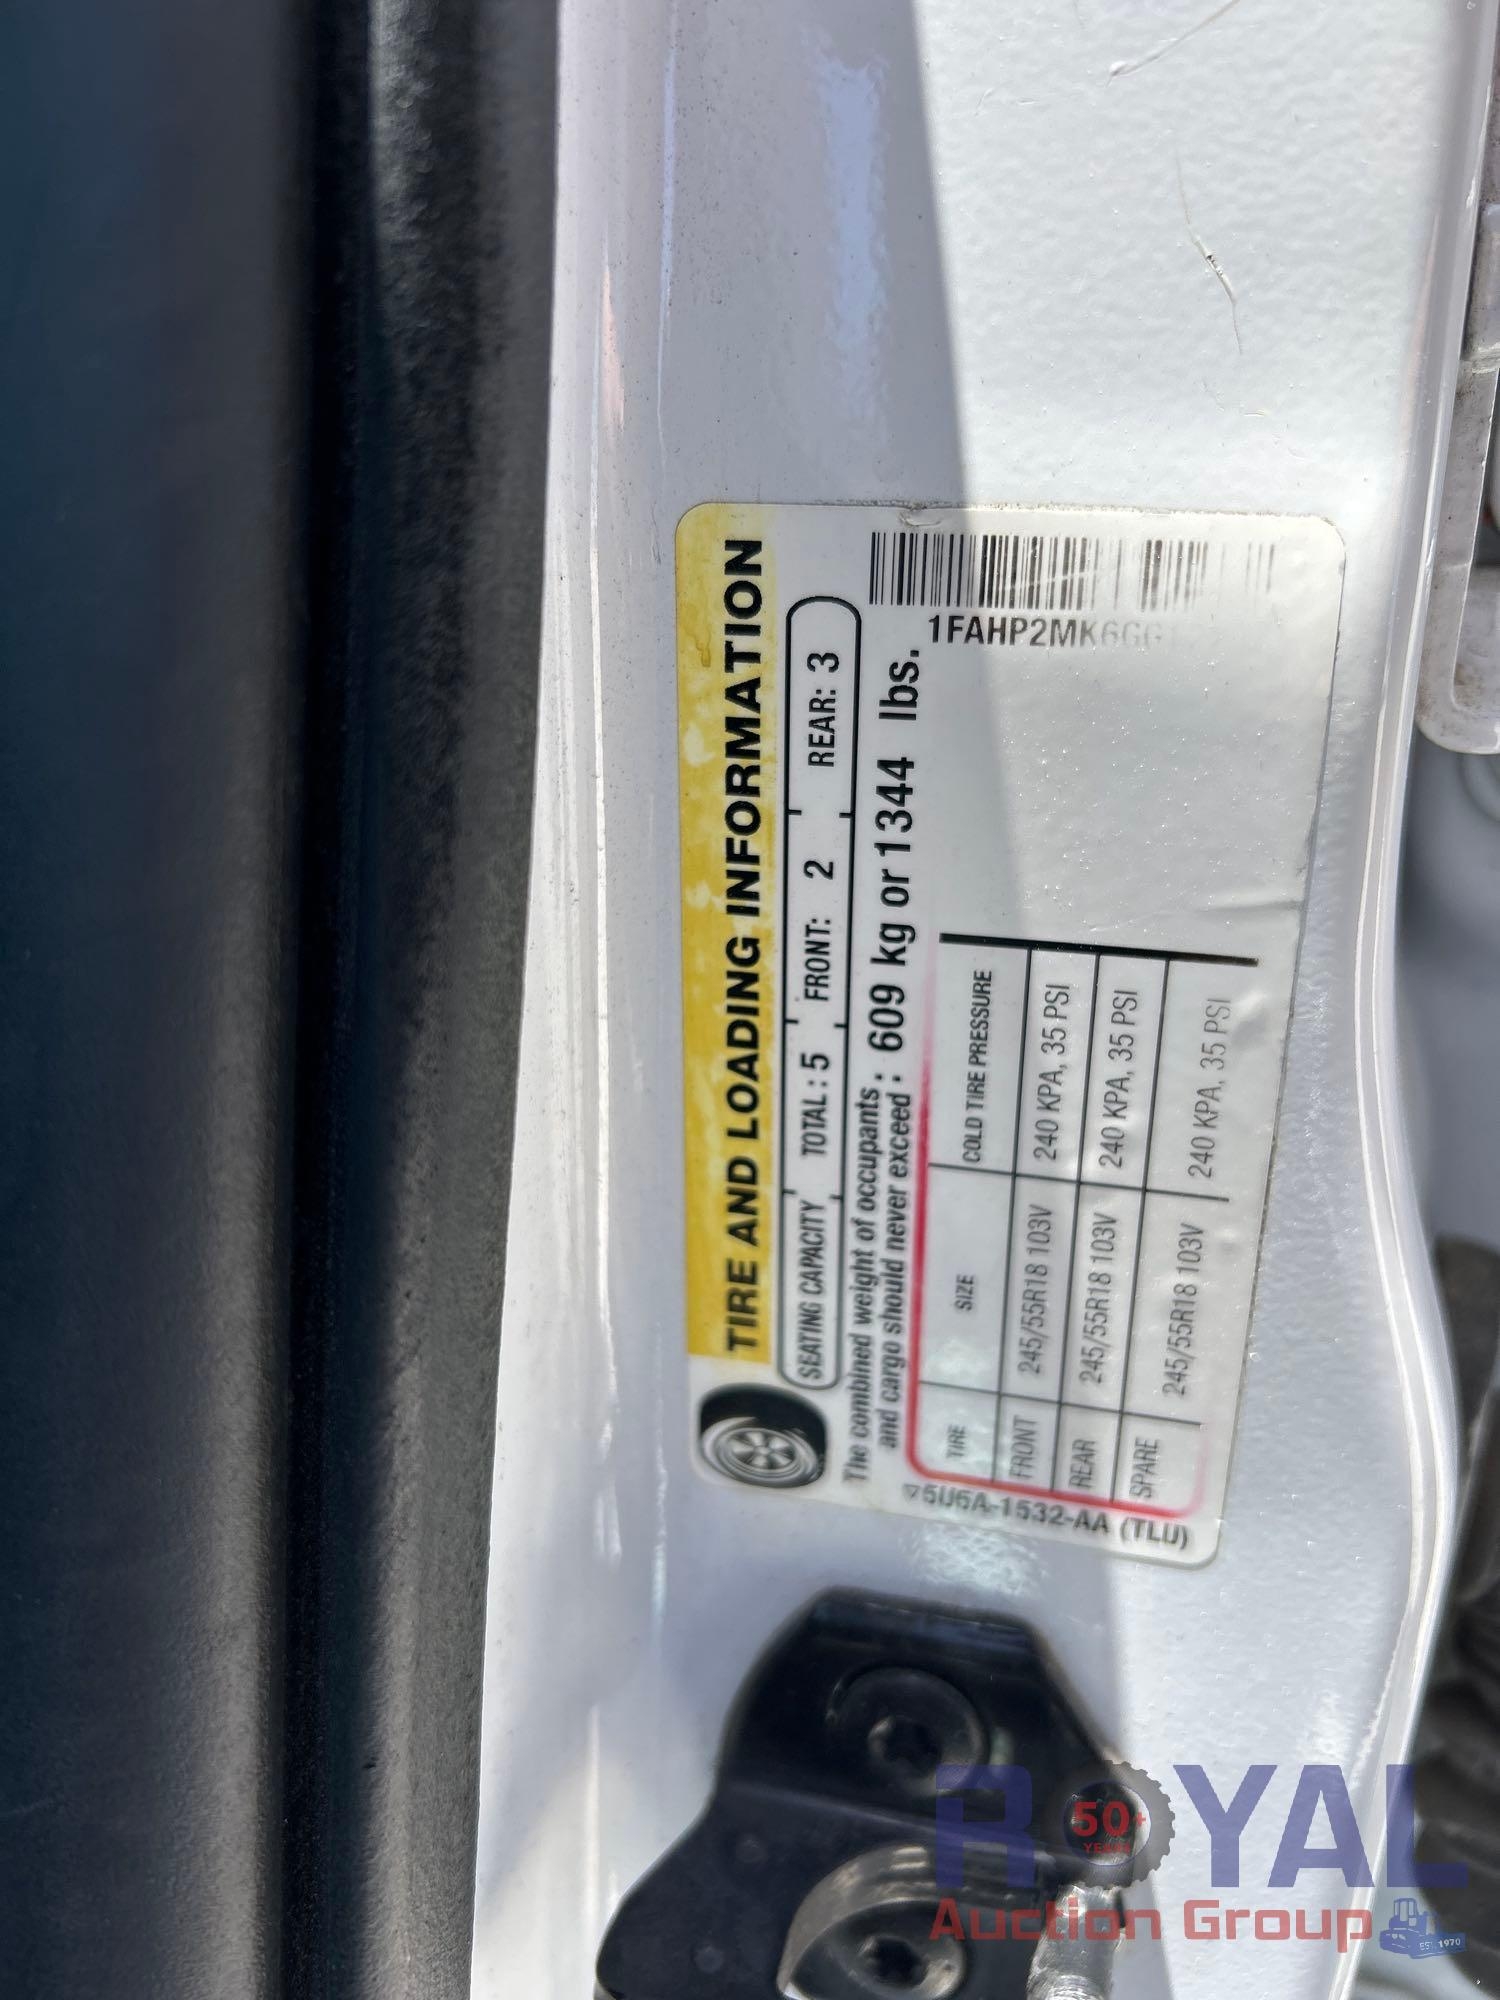 TIRE AND LOADING INFORMATION
SEATING CAPACITY TOTAL : 5 FRONT: 2 REAR: 3
The combined weight of occupants
and cargo should never exceed : 609 kg or 1344 lbs.
TIRE SIZE COLD TIRE PRESSURE
FRONT 245/55R18 103V 240 KPA, 35 PSI
REAR 245/55R18 103V 240 KPA, 35 PSI
SPARE 245/55R18 103V 240 KPA, 35 PSI
5U6A-1532-AA (TLU)
ROYAL
50+
YEARS
Auction Group
EST. 1970